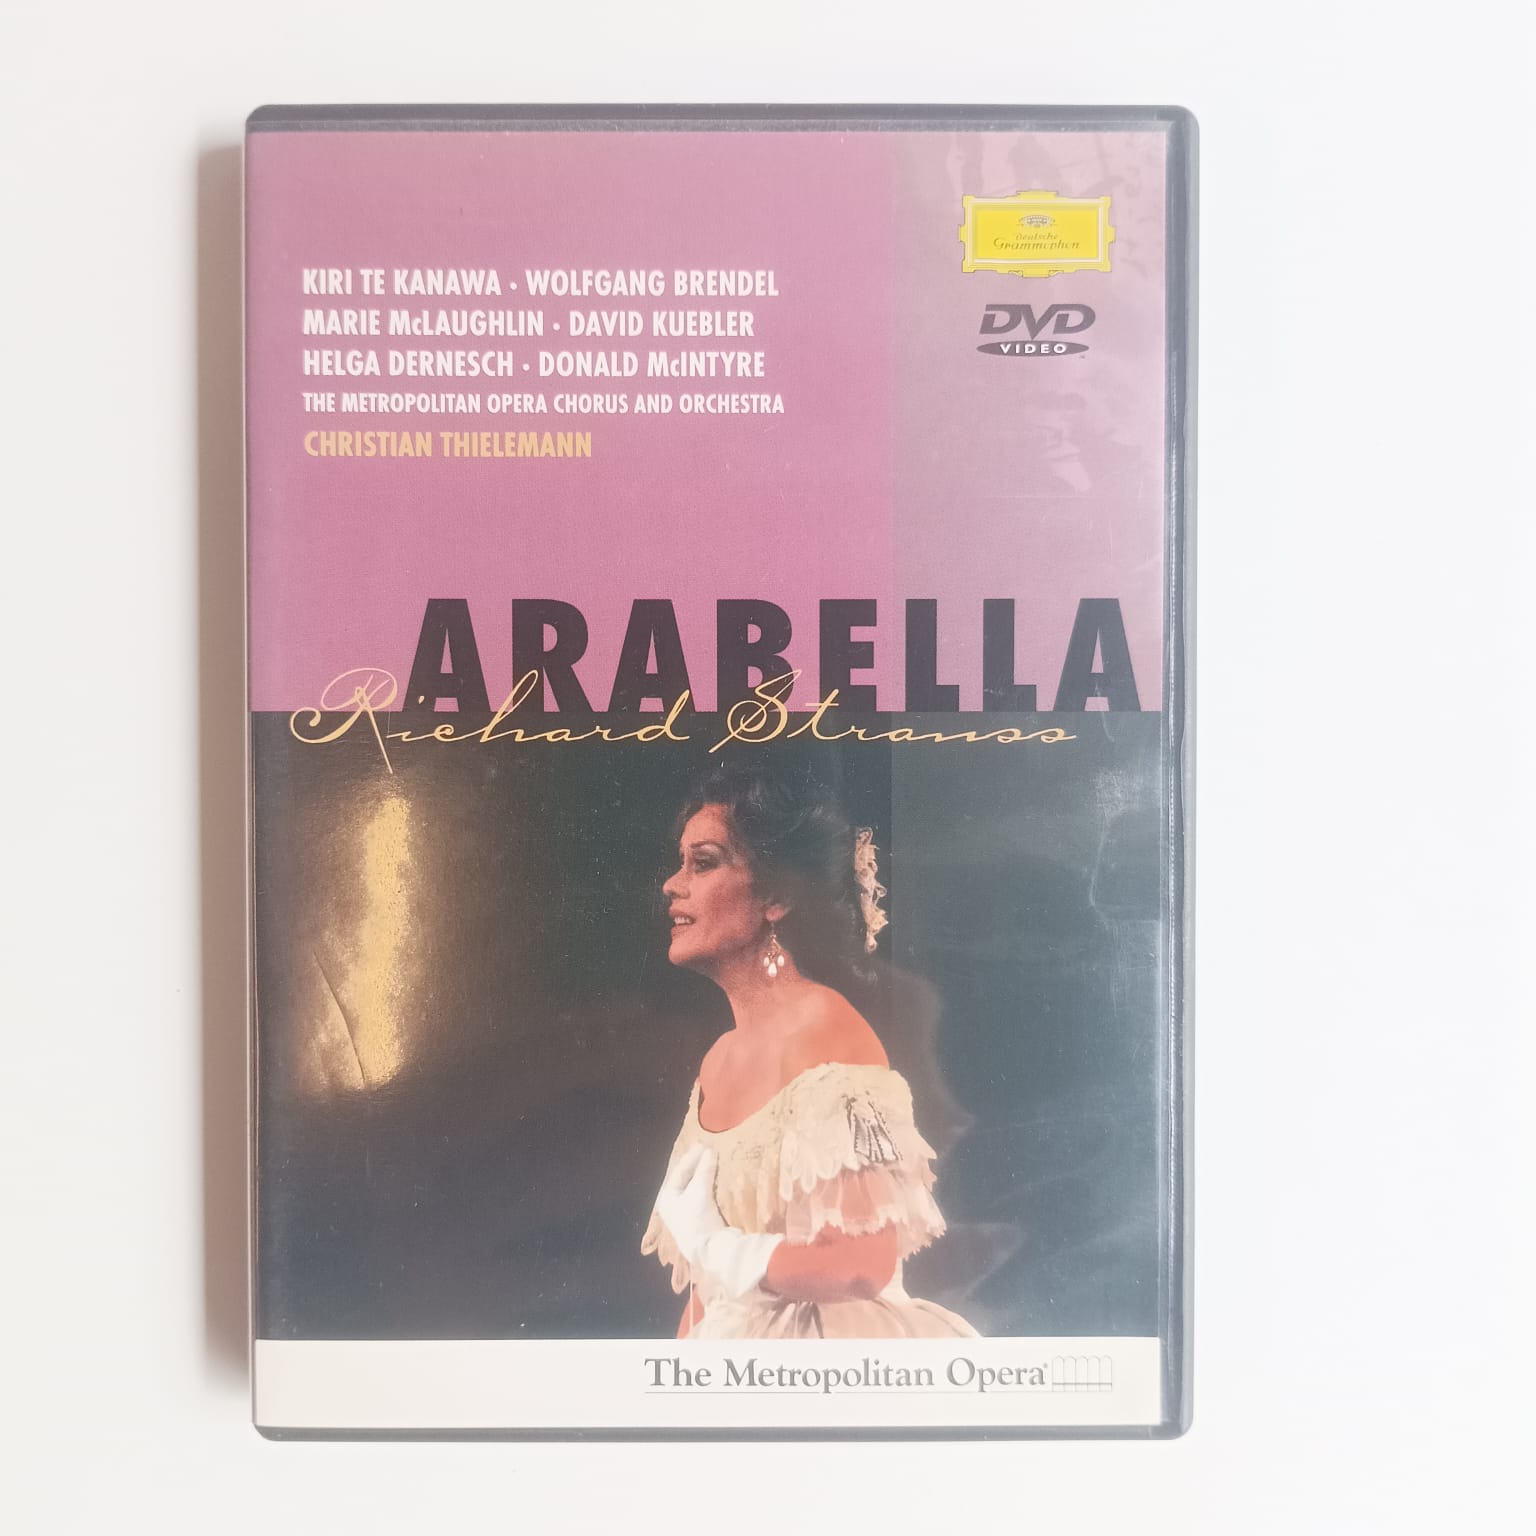 Deutsche
Grammophon
DVD
VIDEO
KIRI TE KANAWA · WOLFGANG BRENDEL
MARIE McLAUGHLIN · DAVID KUEBLER
HELGA DERNESCH · DONALD McINTYRE
THE METROPOLITAN OPERA CHORUS AND ORCHESTRA
CHRISTIAN THIELEMANN
ARABELLA
Richard Strauss
The Metropolitan Opera®